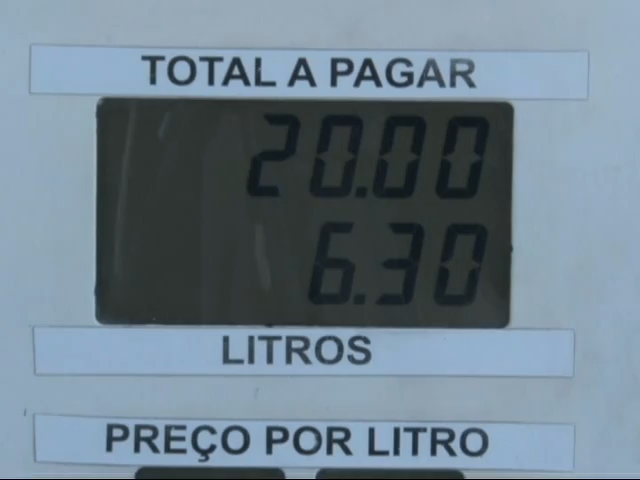 TOTAL A PAGAR
20.00
6.30
LITROS
PREÇO POR LITRO